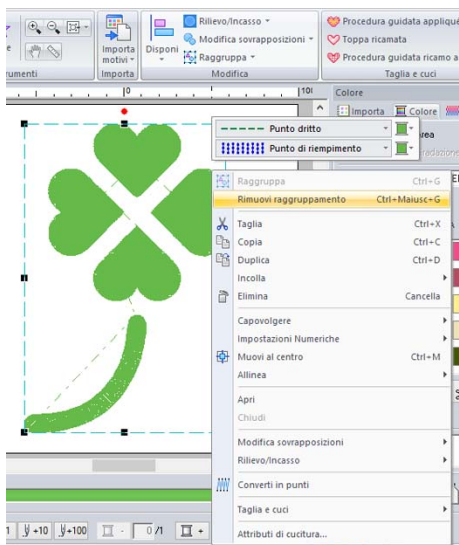 Rilievo/Incasso
Importa motivi
Disponi
Modifica sovrapposizioni
Raggruppa
Procedura guidata appliqué
Toppa ricamata
Procedura guidata ricamo a
Importa
Modifica
Taglia e cuci
Colore
Importa
Colore
Punto dritto
Punto di riempimento
Raggruppa Ctrl+G
Rimuovi raggruppamento Ctrl+Maiusc+G
Taglia Ctrl+X
Copia Ctrl+C
Duplica Ctrl+D
Incolla
Elimina Cancella
Capovolgere
Impostazioni Numeriche
Muovi al centro Ctrl+M
Allinea
Apri
Chiudi
Modifica sovrapposizioni
Rilievo/Incasso
Converti in punti
Taglia e cuci
Attributi di cucitura...
1 +10 +100 - 0 /1 +